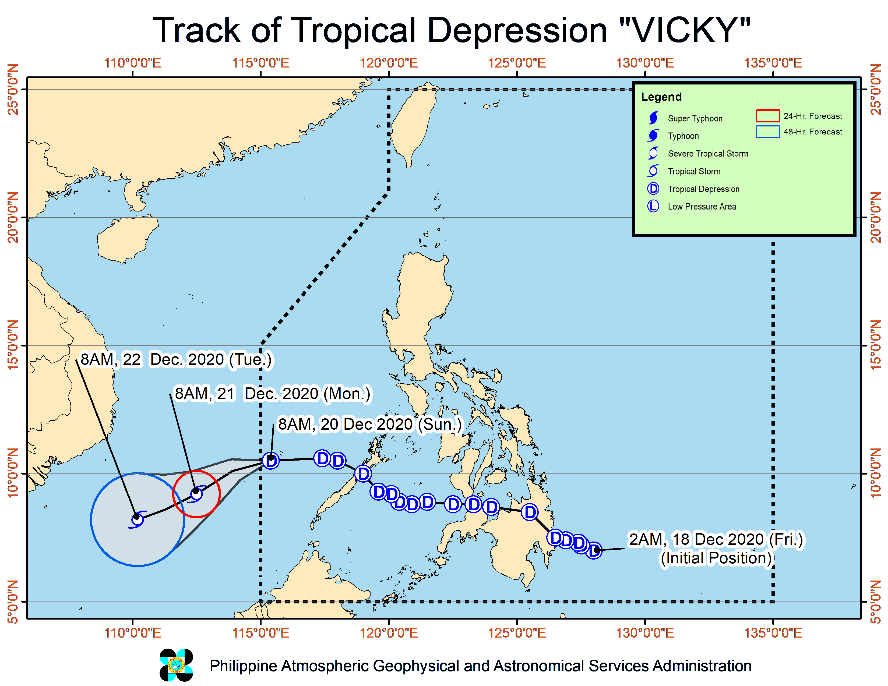 Track of Tropical Depression "VICKY"
110°0'0"E 115°0'0"E 120°0'0"E 125°0'0"E 130°0'0"E 135°0'0"E
25°0'0"N 25°0'0"N
Legend
Super Typhoon 24-Hr. Forecast
Typhoon 48-Hr. Forecast
Severe Tropical Storm
Tropical Storm
D Tropical Depression
L Low Pressure Area
20°0'0"N 20°0'0"N
15°0'0"N 15°0'0"N
8AM, 22 Dec. 2020 (Tue.)
8AM, 21 Dec. 2020 (Mon.)
8AM, 20 Dec 2020 (Sun.)
D D D D D D D D D D D D D D D D D D
10°0'0"N 10°0'0"N
2AM, 18 Dec 2020 (Fri.)
(Initial Position)
5°0'0"N 5°0'0"N
110°0'0"E 115°0'0"E 120°0'0"E 125°0'0"E 130°0'0"E 135°0'0"E
Philippine Atmospheric Geophysical and Astronomical Services Administration